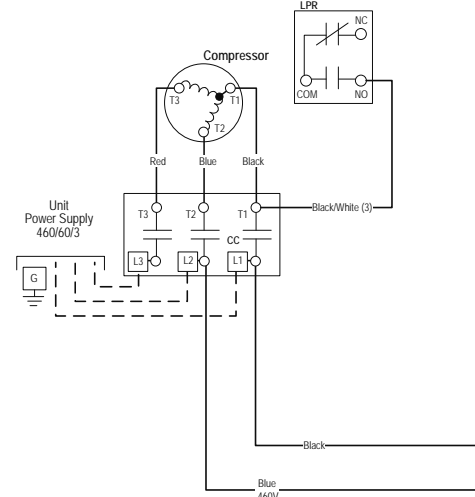 LPR
NC
COM
NO
Compressor
T3
T1
T2
Red
Blue
Black
Unit
Power Supply
460/60/3
T3
T2
T1
Black/White (3)
CC
L3
L2
L1
G
Black
Blue
460V